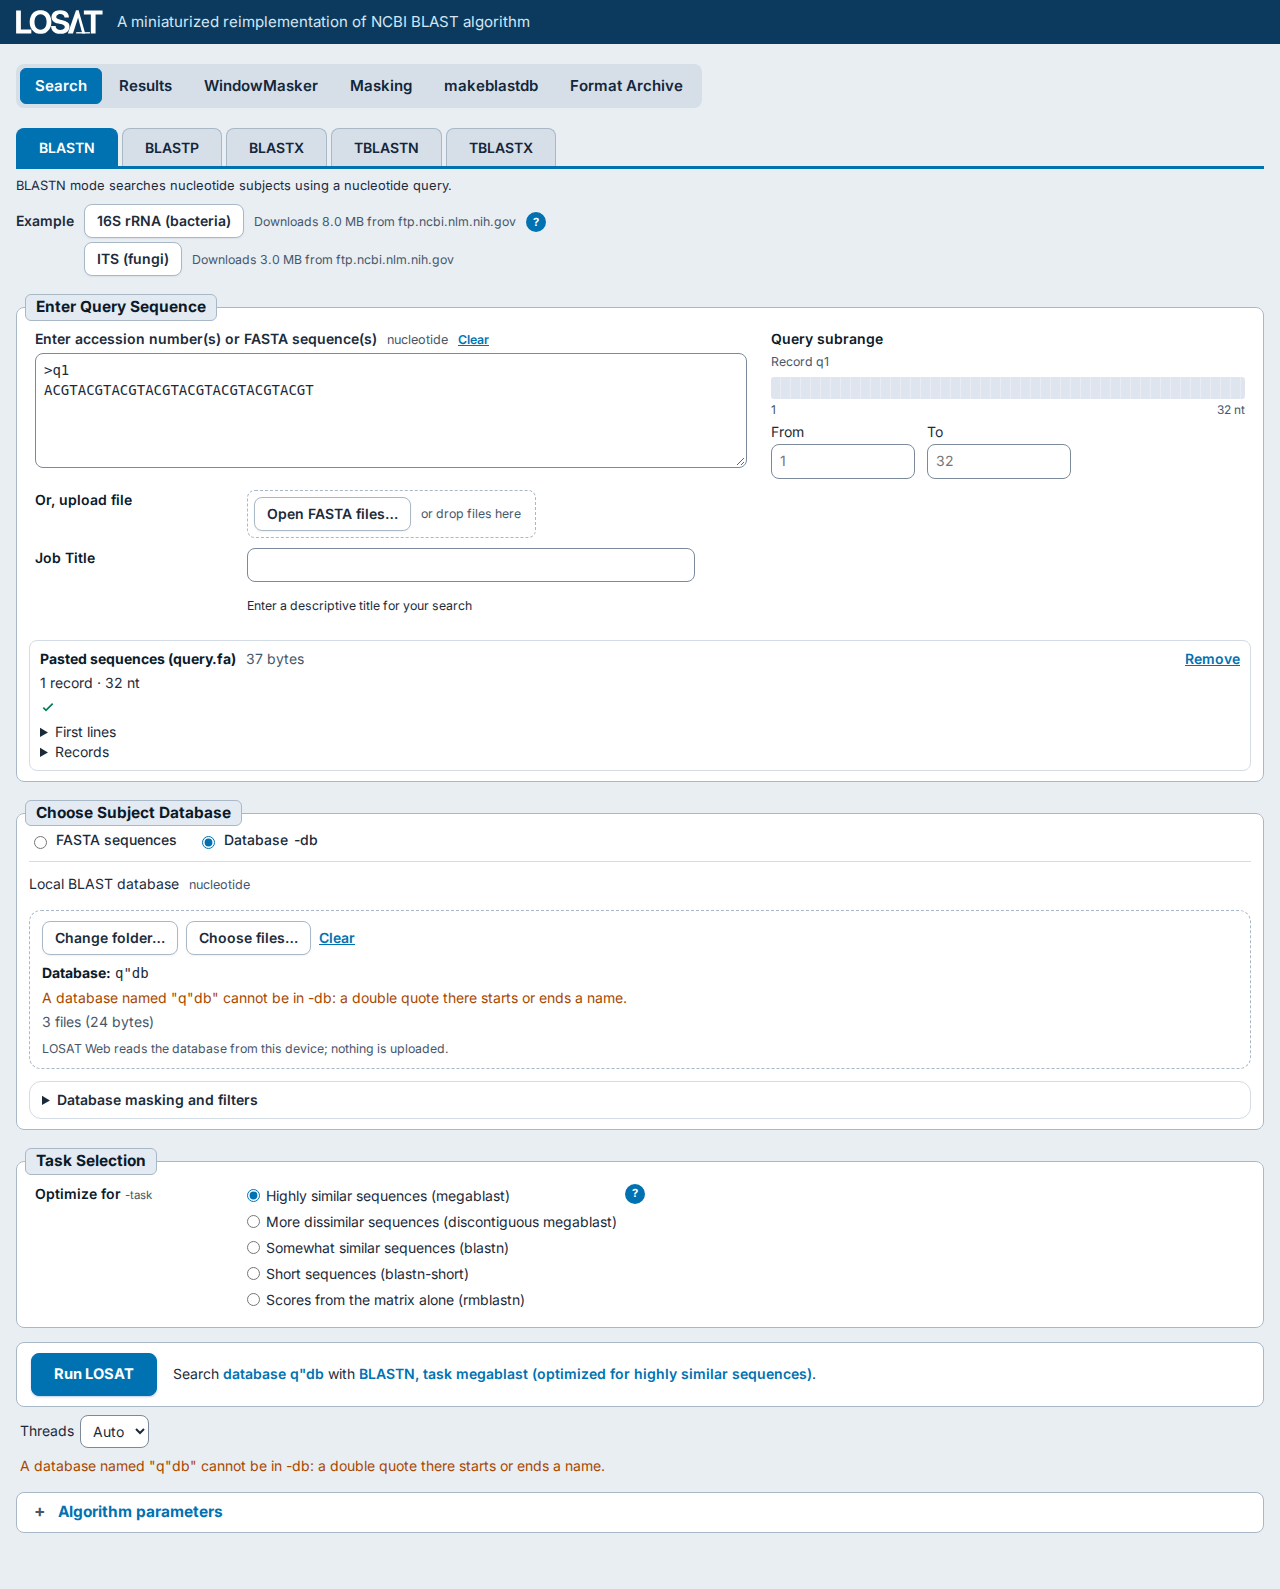 LOSAT A miniaturized reimplementation of NCBI BLAST algorithm
Search Results WindowMasker Masking makeblastdb Format Archive
BLASTN BLASTP BLASTX TBLASTN TBLASTX
BLASTN mode searches nucleotide subjects using a nucleotide query.
Example 16S rRNA (bacteria) Downloads 8.0 MB from ftp.ncbi.nlm.nih.gov ?
ITS (fungi) Downloads 3.0 MB from ftp.ncbi.nlm.nih.gov
Enter Query Sequence
Enter accession number(s) or FASTA sequence(s) nucleotide Clear
>q1
ACGTACGTACGTACGTACGTACGTACGTACGT
Query subrange
Record q1
1 32 nt
From To
1 32
Or, upload file Open FASTA files... or drop files here
Job Title
Enter a descriptive title for your search
Pasted sequences (query.fa) 37 bytes Remove
1 record · 32 nt
✓
▶ First lines
▶ Records
Choose Subject Database
FASTA sequences Database -db
Local BLAST database nucleotide
Change folder... Choose files... Clear
Database: q"db
A database named "q"db" cannot be in -db: a double quote there starts or ends a name.
3 files (24 bytes)
LOSAT Web reads the database from this device; nothing is uploaded.
▶ Database masking and filters
Task Selection
Optimize for -task Highly similar sequences (megablast) ?
More dissimilar sequences (discontiguous megablast)
Somewhat similar sequences (blastn)
Short sequences (blastn-short)
Scores from the matrix alone (rmblastn)
Run LOSAT Search database q"db with BLASTN, task megablast (optimized for highly similar sequences).
Threads Auto
A database named "q"db" cannot be in -db: a double quote there starts or ends a name.
+ Algorithm parameters